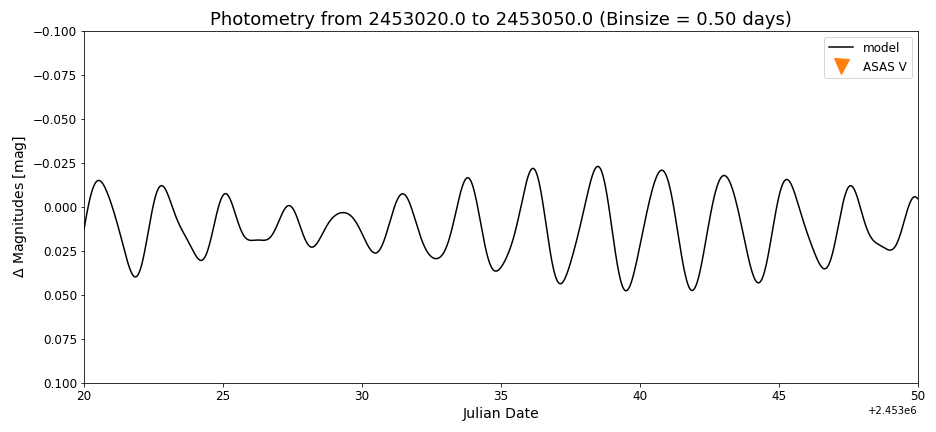 Photometry from 2453020.0 to 2453050.0 (Binsize = 0.50 days)
model
ASAS V
Δ Magnitudes [mag]
−0.100
−0.075
−0.050
−0.025
0.000
0.025
0.050
0.075
0.100
20 25 30 35 40 45 50
+2.453e6
Julian Date